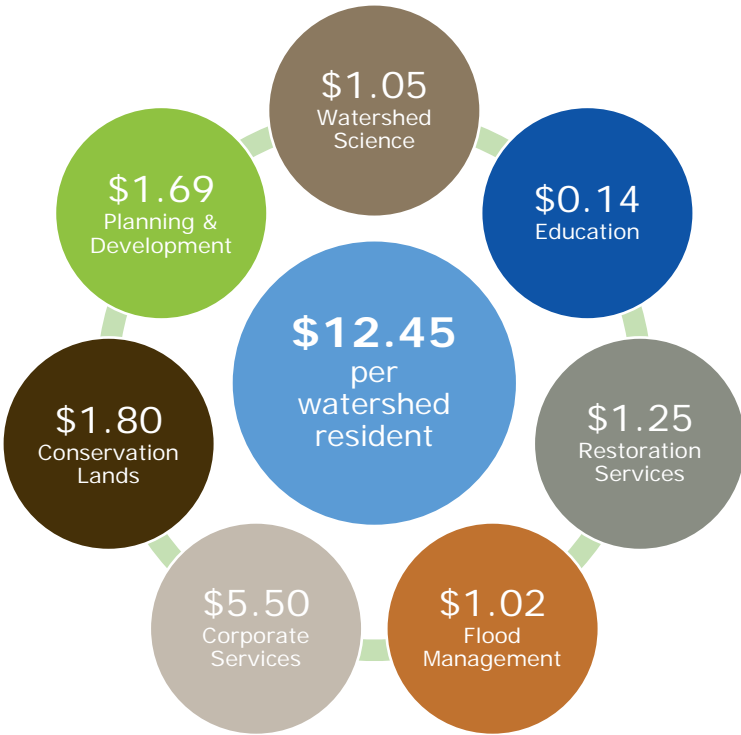 $1.05
Watershed
Science
$0.14
Education
$1.25
Restoration
Services
$1.02
Flood
Management
$5.50
Corporate
Services
$1.80
Conservation
Lands
$1.69
Planning &
Development
$12.45
per
watershed
resident